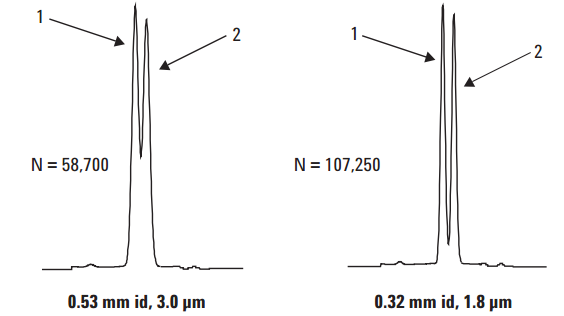 1
2
N = 58,700
0.53 mm id, 3.0 µm
1
2
N = 107,250
0.32 mm id, 1.8 µm